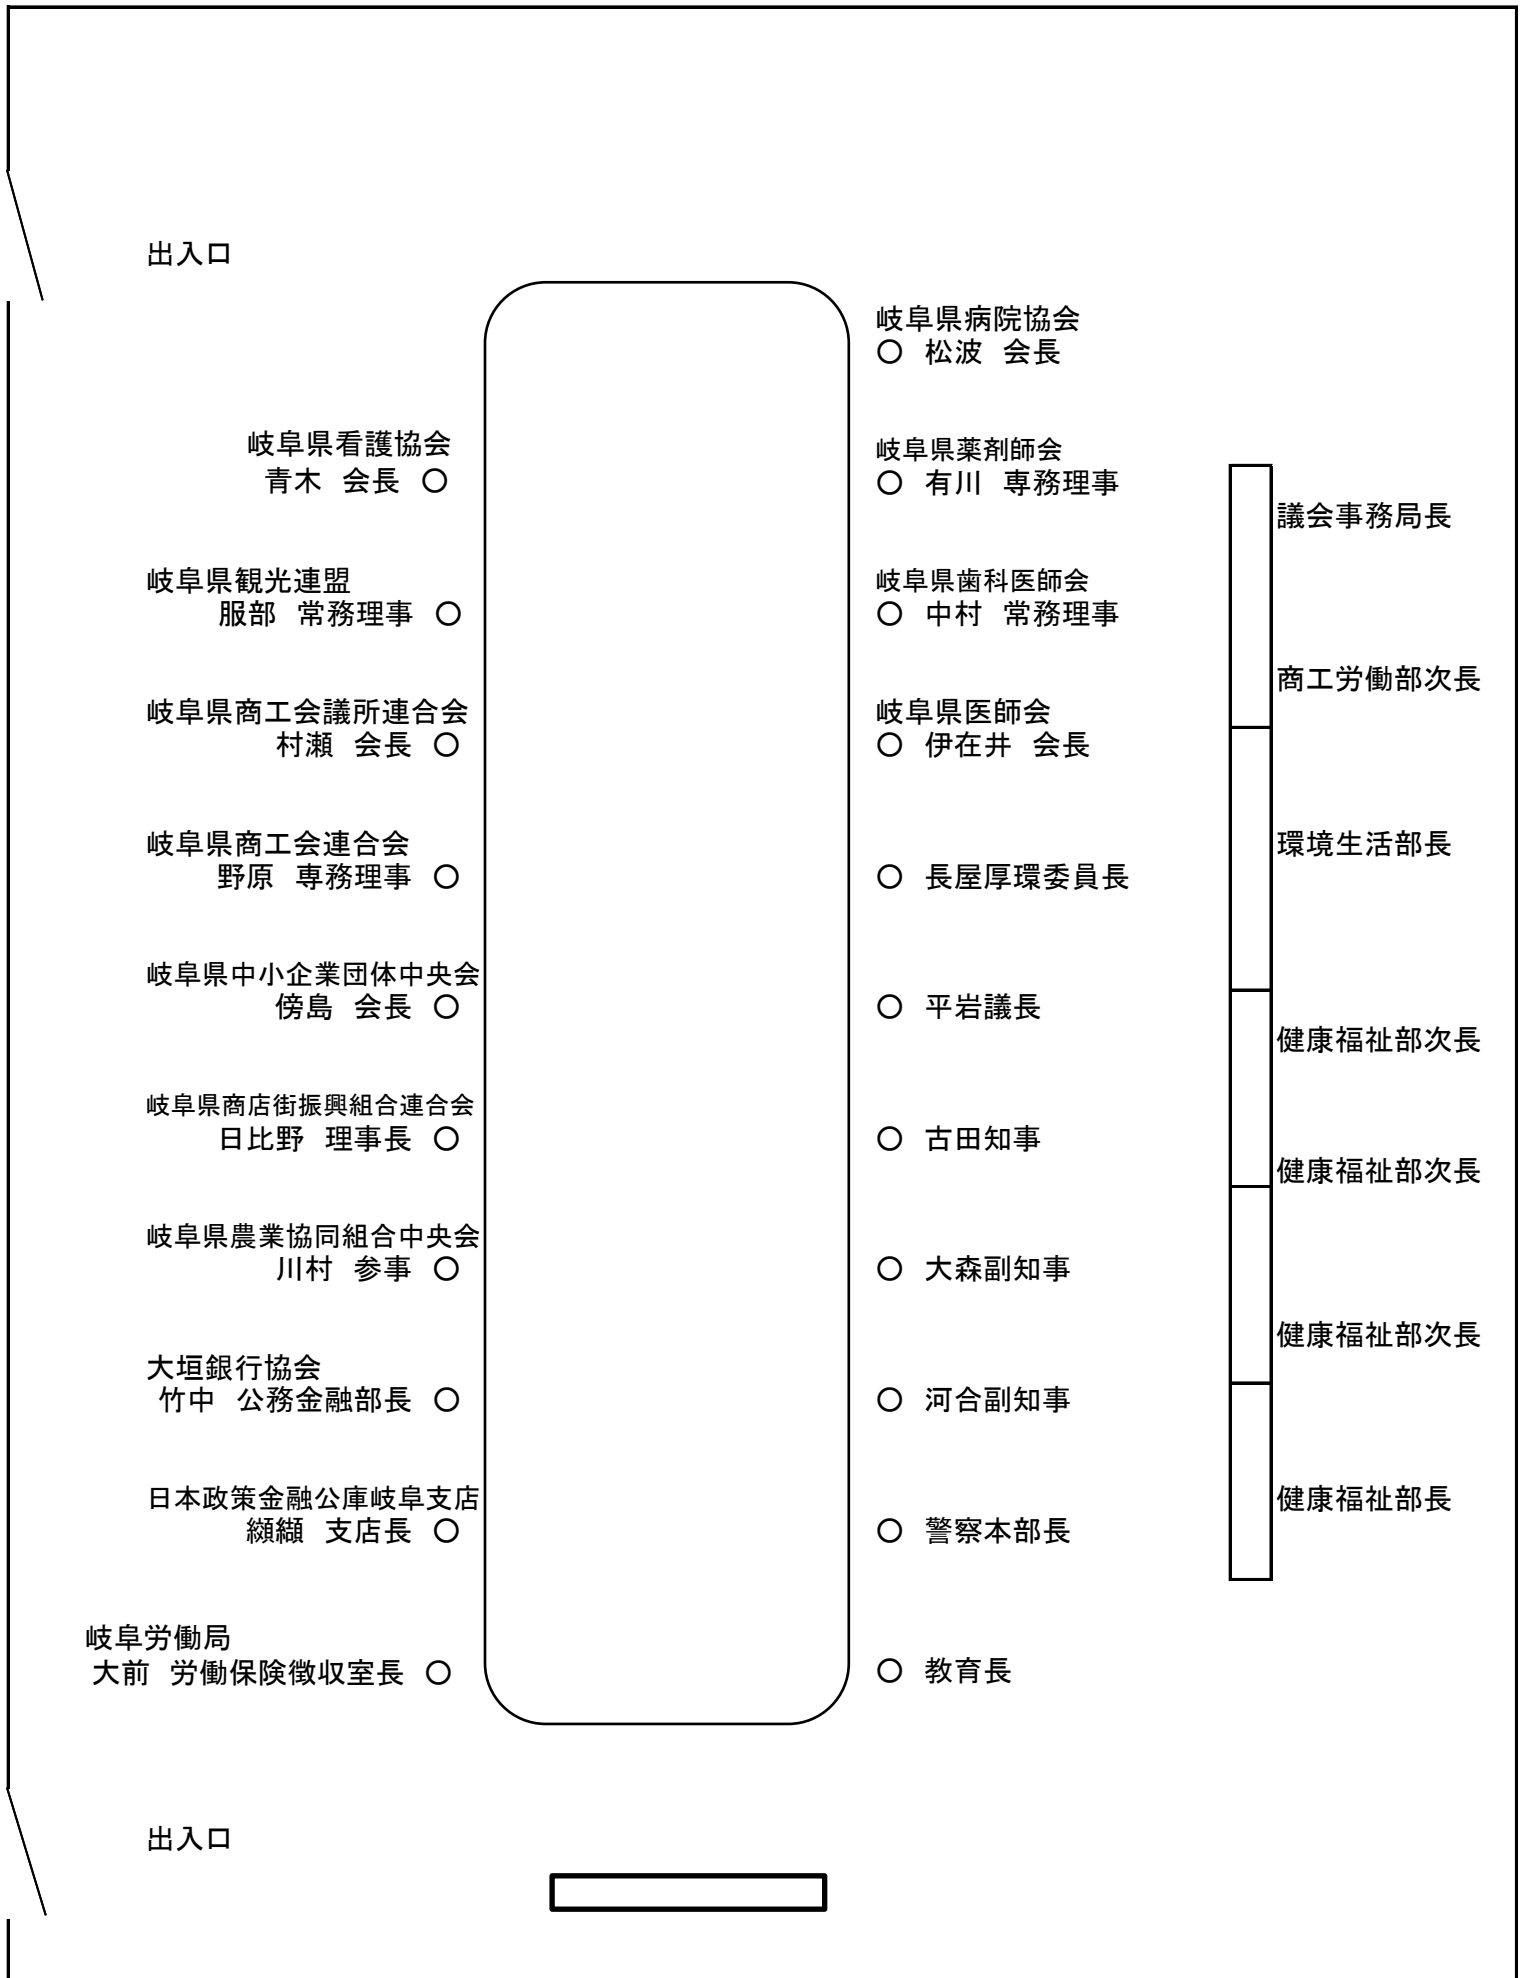 出入口
岐阜県看護協会
青木 会長 ○
岐阜県観光連盟
服部 常務理事 ○
岐阜県商工会議所連合会
村瀬 会長 ○
岐阜県商工会連合会
野原 専務理事 ○
岐阜県中小企業団体中央会
傍島 会長 ○
岐阜県商店街振興組合連合会
日比野 理事長 ○
岐阜県農業協同組合中央会
川村 参事 ○
大垣銀行協会
竹中 公務金融部長 ○
日本政策金融公庫岐阜支店
纐纈 支店長 ○
岐阜労働局
大前 労働保険徴収室長 ○
出入口
岐阜県病院協会
○ 松波 会長
岐阜県薬剤師会
○ 有川 専務理事
岐阜県歯科医師会
○ 中村 常務理事
岐阜県医師会
○ 伊在井 会長
○ 長屋厚環委員長
○ 平岩議長
○ 古田知事
○ 大森副知事
○ 河合副知事
○ 警察本部長
○ 教育長
議会事務局長
商工労働部次長
環境生活部長
健康福祉部次長
健康福祉部次長
健康福祉部次長
健康福祉部長